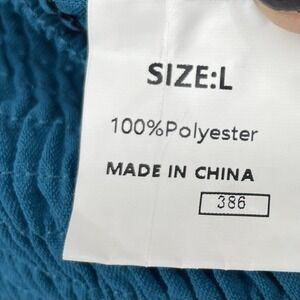 SIZE:L
100%Polyester
MADE IN CHINA
386